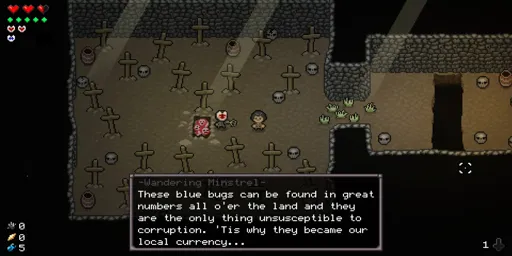 -Wandering Minstrel-
These blue bugs can be found in great
numbers all o'er the land and they
are the only thing unsusceptible to
corruption. 'Tis why they became our
local currency...
0
0
5
1